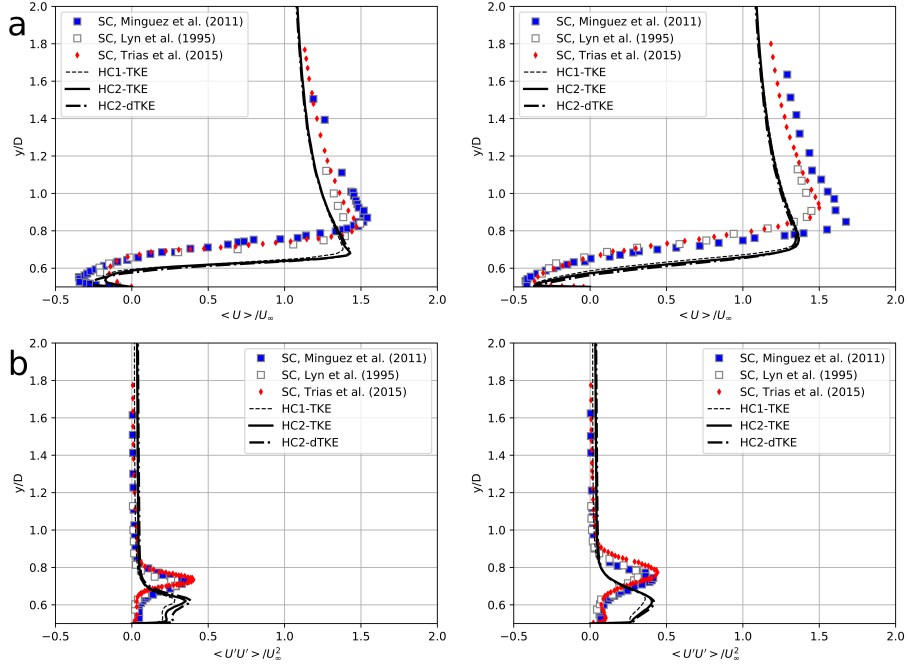 a
SC, Minguez et al. (2011)
SC, Lyn et al. (1995)
SC, Trias et al. (2015)
HC1-TKE
HC2-TKE
HC2-dTKE
y/D
2.0
1.8
1.6
1.4
1.2
1.0
0.8
0.6
−0.5 0.0 0.5 1.0 1.5 2.0
< U > /U∞
SC, Minguez et al. (2011)
SC, Lyn et al. (1995)
SC, Trias et al. (2015)
HC1-TKE
HC2-TKE
HC2-dTKE
y/D
2.0
1.8
1.6
1.4
1.2
1.0
0.8
0.6
−0.5 0.0 0.5 1.0 1.5 2.0
< U > /U∞
b
SC, Minguez et al. (2011)
SC, Lyn et al. (1995)
SC, Trias et al. (2015)
HC1-TKE
HC2-TKE
HC2-dTKE
y/D
2.0
1.8
1.6
1.4
1.2
1.0
0.8
0.6
−0.5 0.0 0.5 1.0 1.5 2.0
< U′U′ > /U∞²
SC, Minguez et al. (2011)
SC, Lyn et al. (1995)
SC, Trias et al. (2015)
HC1-TKE
HC2-TKE
HC2-dTKE
y/D
2.0
1.8
1.6
1.4
1.2
1.0
0.8
0.6
−0.5 0.0 0.5 1.0 1.5 2.0
< U′U′ > /U∞²